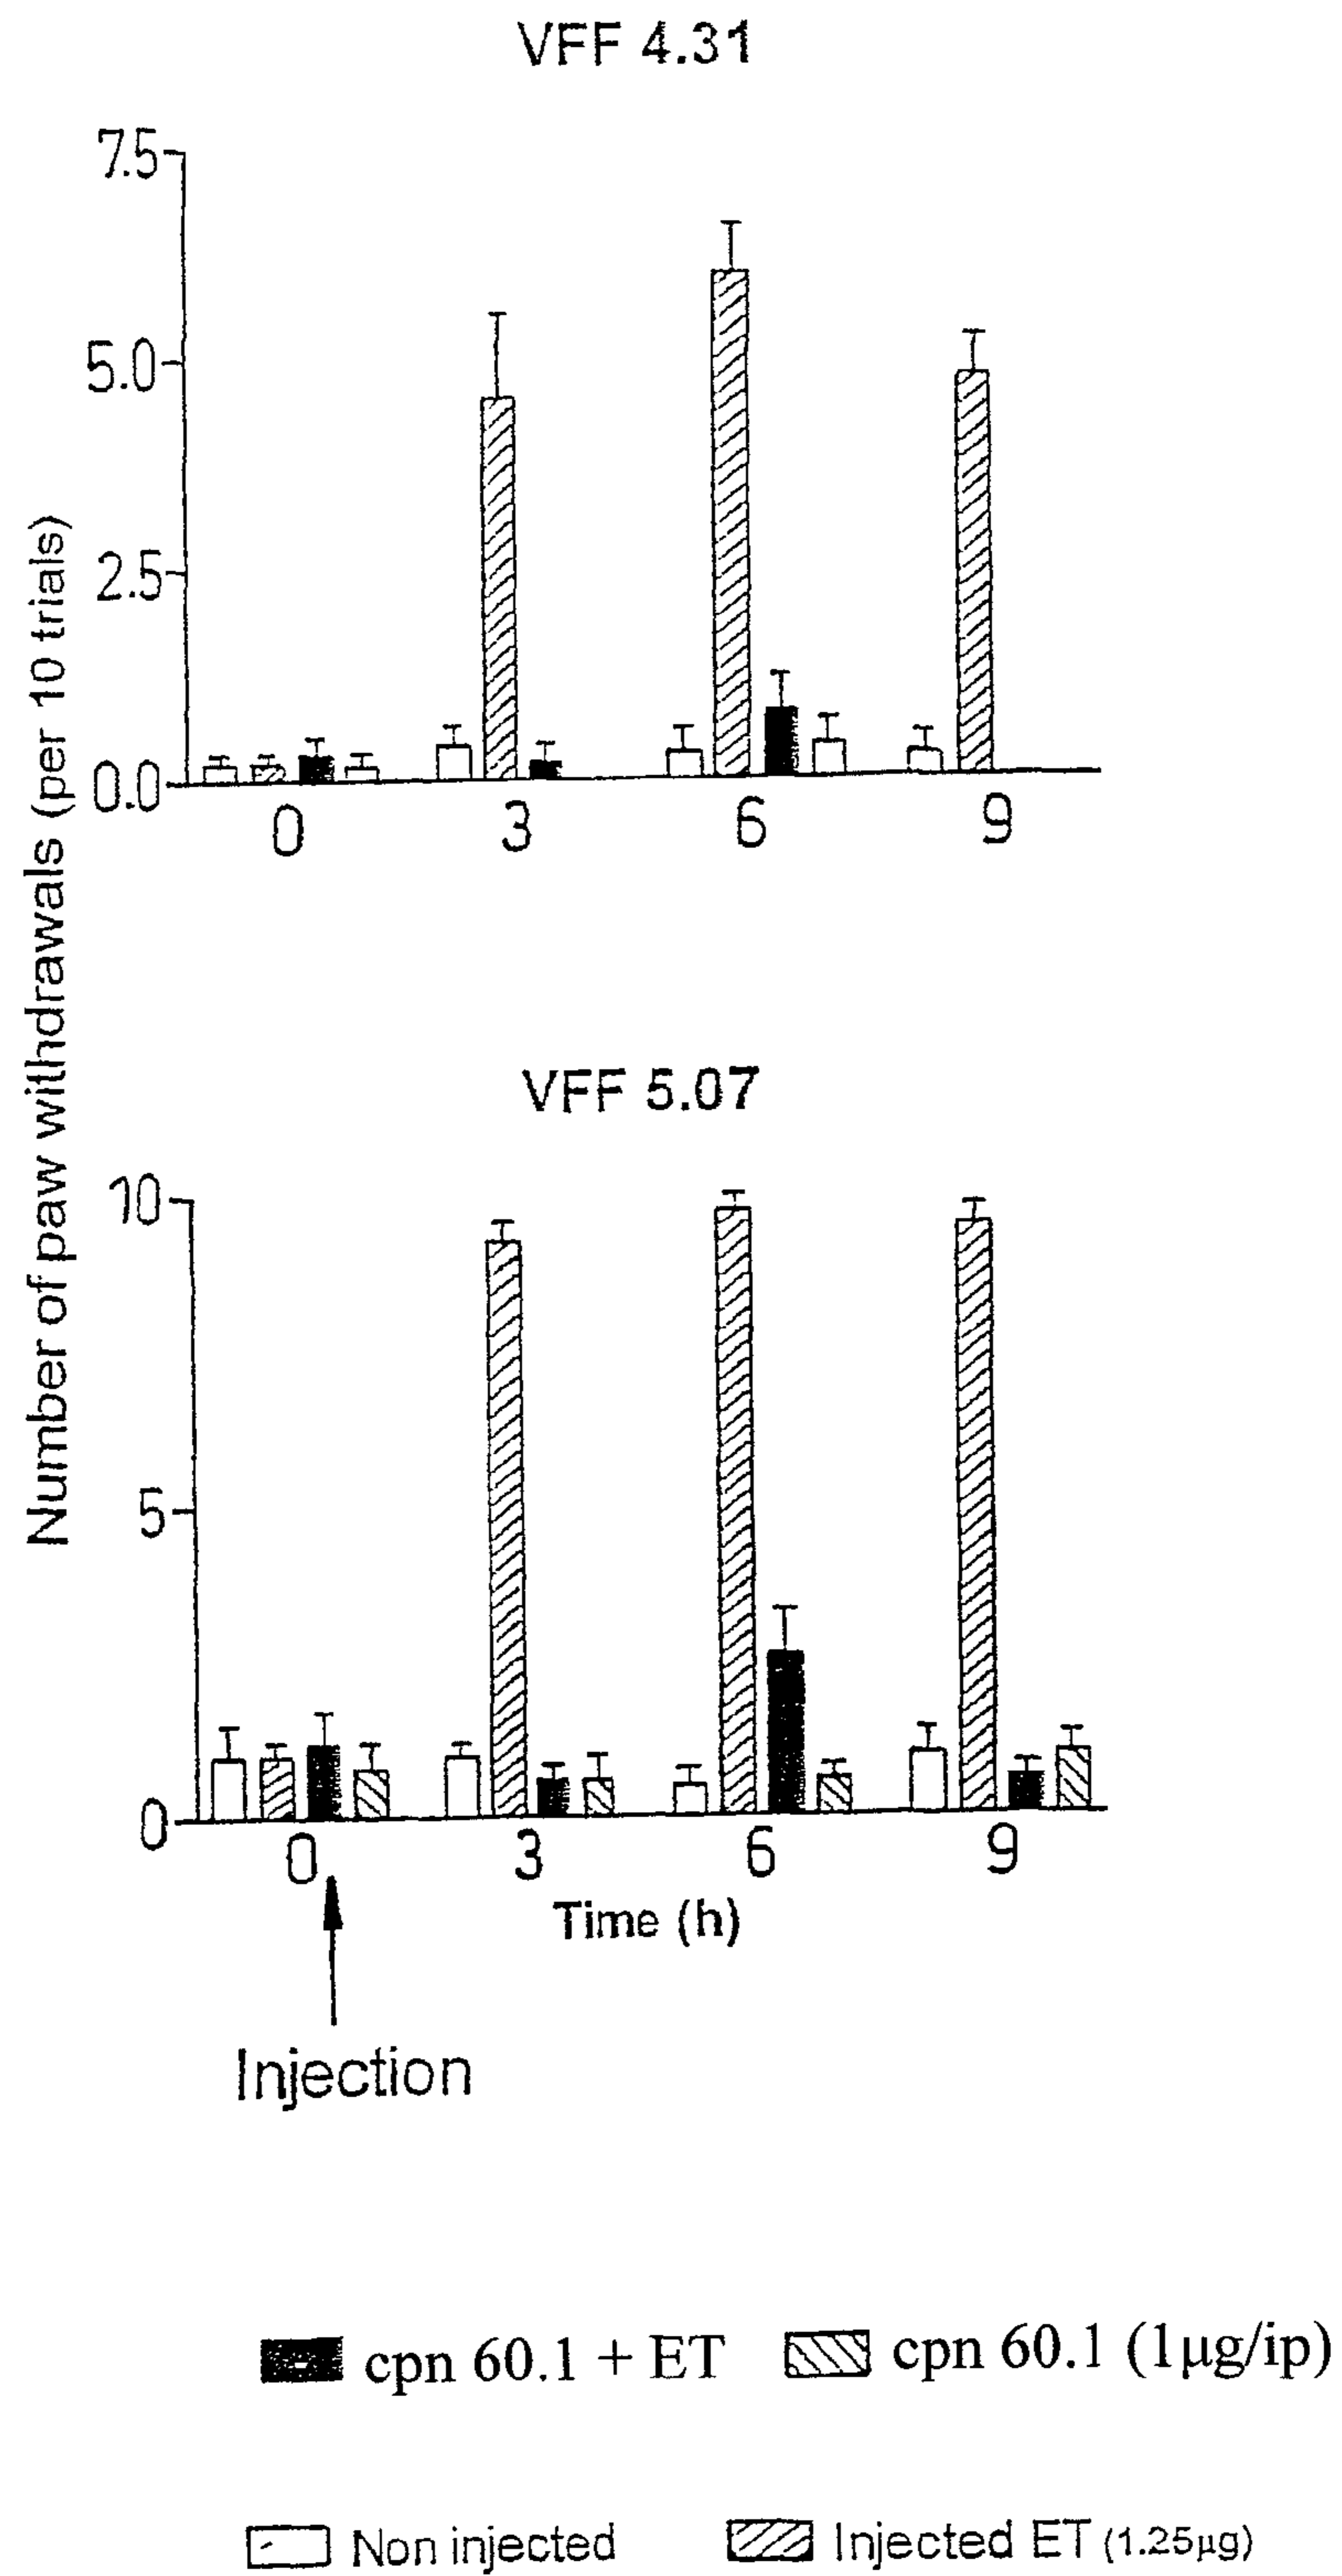 VFF 4.31
Number of paw withdrawals (per 10 trials)
7.5
5.0
2.5
0.0
0 3 6 9
VFF 5.07
10
5
0
0 3 6 9
Time (h)
Injection
cpn 60.1 + ET cpn 60.1 (1µg/ip)
Non injected Injected ET (1.25µg)